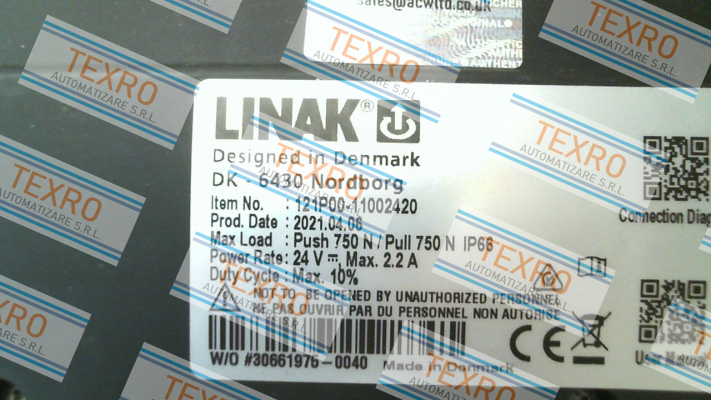 sales@acwltd.co.uk
LINAK®
Designed in Denmark
DK - 6430 Nordborg
Item No. : 121P00-11002420
Prod. Date : 2021.04.06
Max Load : Push 750 N / Pull 750 N IP66
Power Rate : 24 V ⎓, Max. 2.2 A
Duty Cycle : Max. 10%
NOT TO BE OPENED BY UNAUTHORIZED PERSONNEL
NE PAS OUVRIR PAR DU PERSONNEL NON AUTORISE
W/O #30661975-0040 Made in Denmark
CE
Connection Diag
User
TEXRO
AUTOMATIZARE S.R.L.